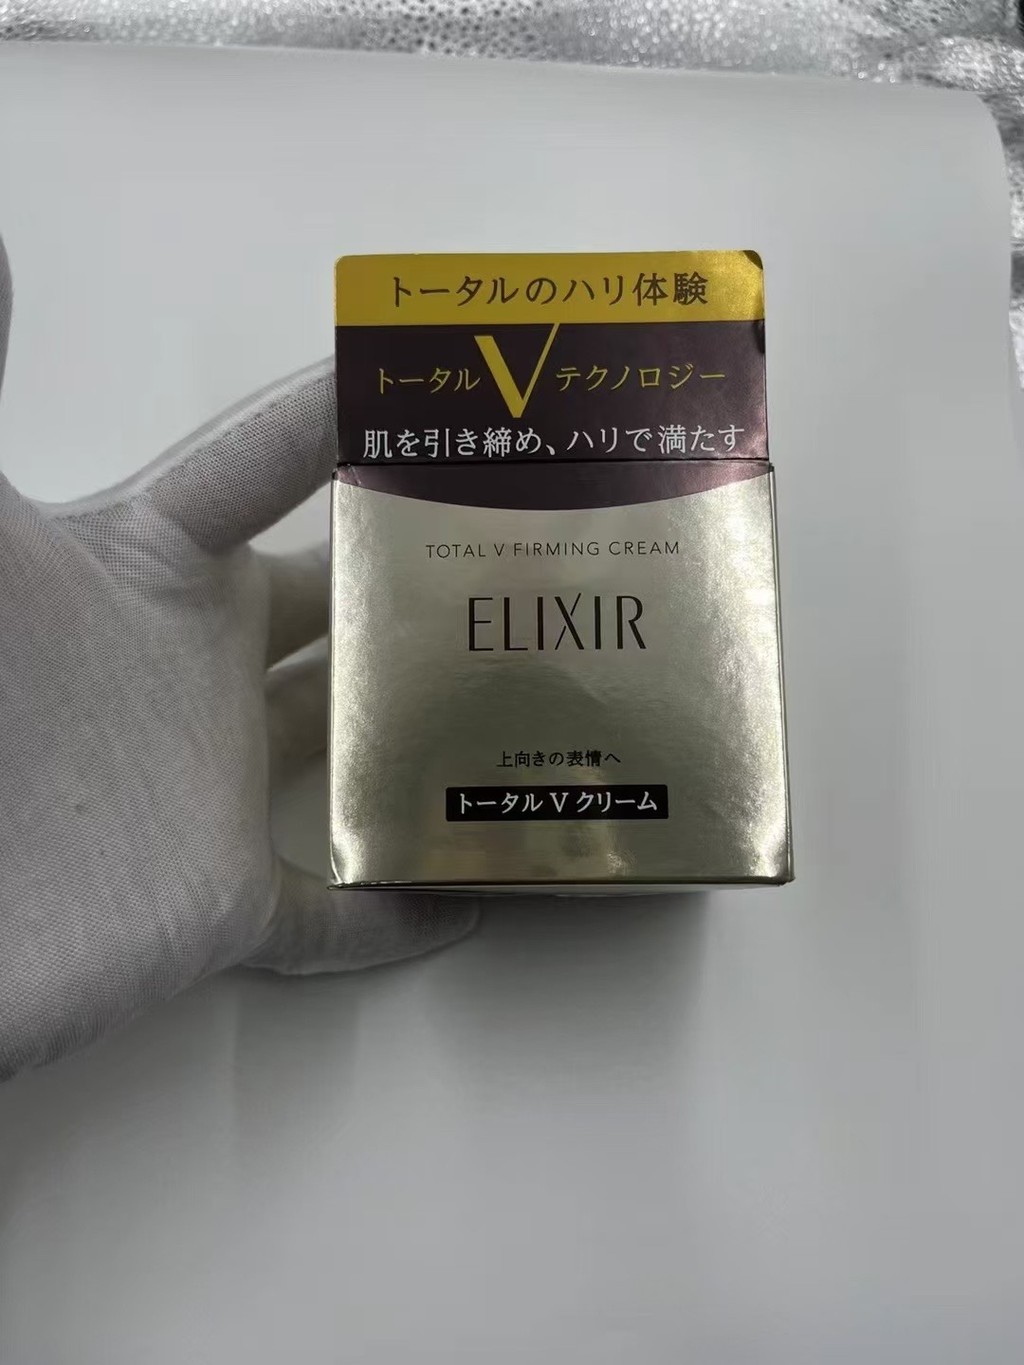 トータルのハリ体験
トータル V テクノロジー
肌を引き締め、ハリで満たす
TOTAL V FIRMING CREAM
ELIXIR
上向きの表情へ
トータル V クリーム